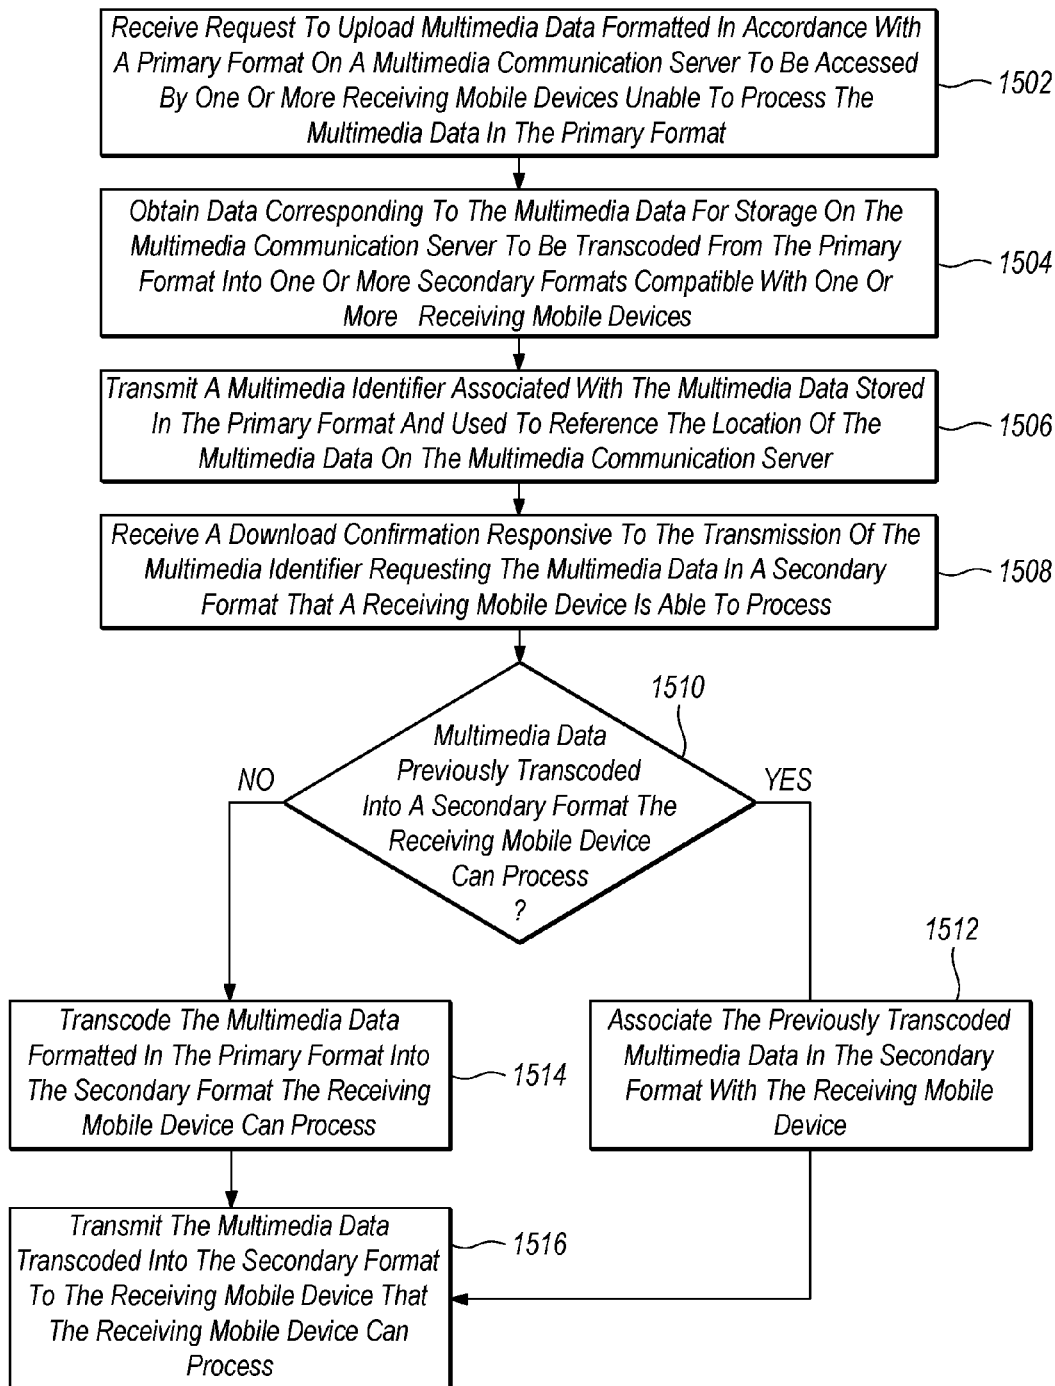 Receive Request To Upload Multimedia Data Formatted In Accordance With
A Primary Format On A Multimedia Communication Server To Be Accessed
By One Or More Receiving Mobile Devices Unable To Process The
Multimedia Data In The Primary Format
1502
Obtain Data Corresponding To The Multimedia Data For Storage On The
Multimedia Communication Server To Be Transcoded From The Primary
Format Into One Or More Secondary Formats Compatible With One Or
More Receiving Mobile Devices
1504
Transmit A Multimedia Identifier Associated With The Multimedia Data Stored
In The Primary Format And Used To Reference The Location Of The
Multimedia Data On The Multimedia Communication Server
1506
Receive A Download Confirmation Responsive To The Transmission Of The
Multimedia Identifier Requesting The Multimedia Data In A Secondary
Format That A Receiving Mobile Device Is Able To Process
1508
1510
Multimedia Data
Previously Transcoded
Into A Secondary Format The
Receiving Mobile Device
Can Process
?
NO
YES
1512
Associate The Previously Transcoded
Multimedia Data In The Secondary
Format With The Receiving Mobile
Device
Transcode The Multimedia Data
Formatted In The Primary Format Into
The Secondary Format The Receiving
Mobile Device Can Process
1514
Transmit The Multimedia Data
Transcoded Into The Secondary Format
To The Receiving Mobile Device That
The Receiving Mobile Device Can
Process
1516